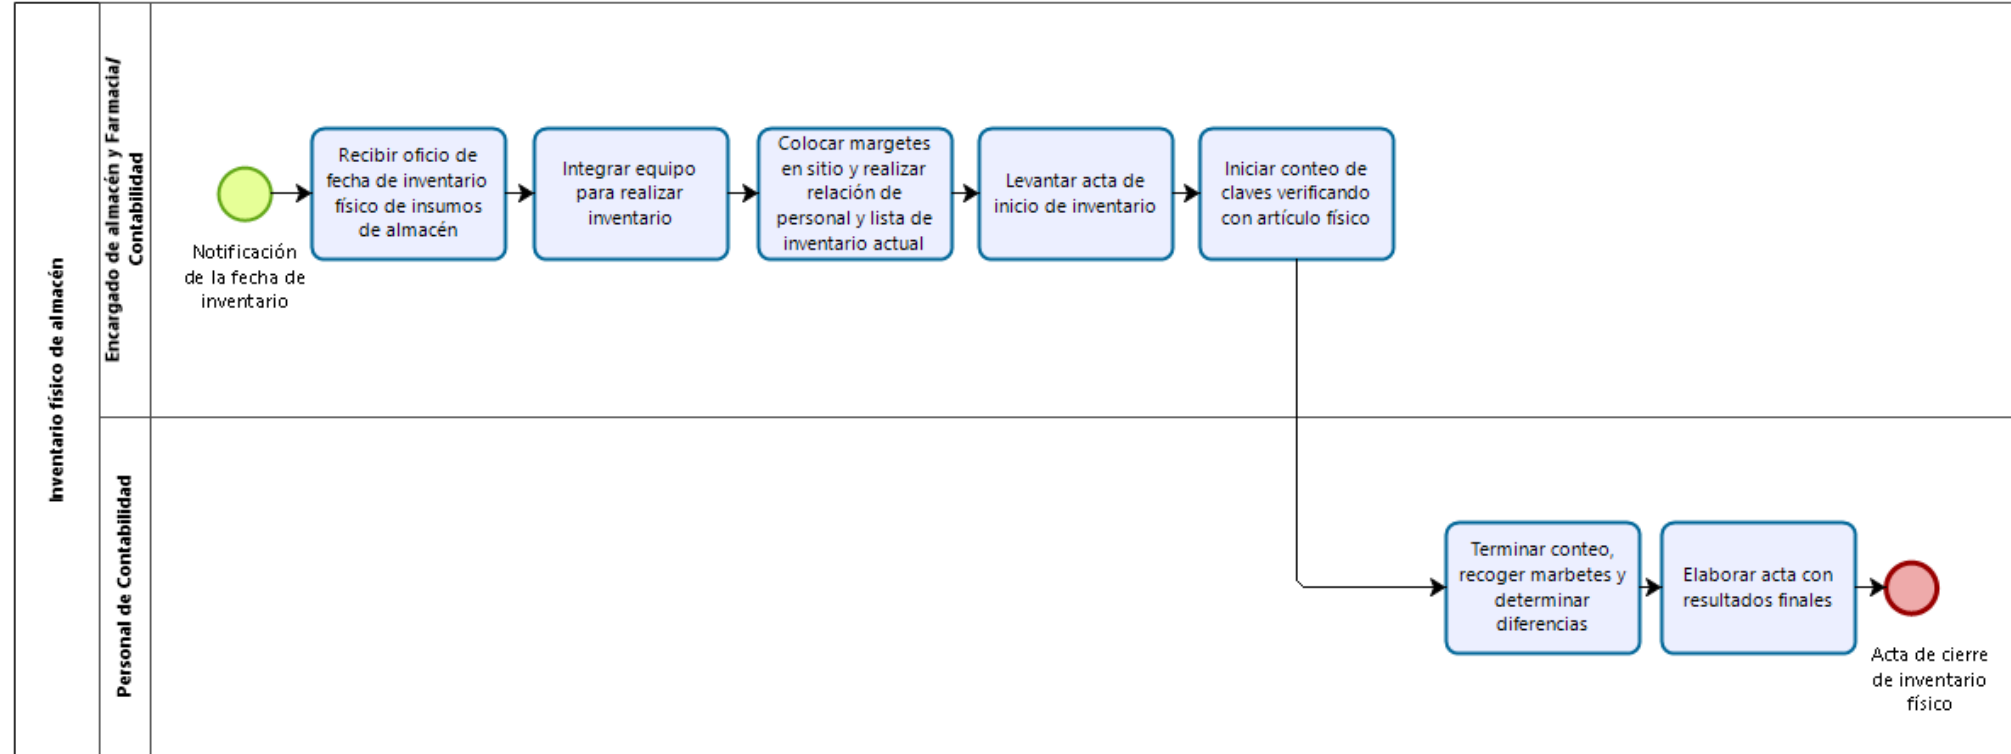 Inventario físico de almacén
Encargado de almacén y Farmacia/
Contabilidad
Notificación
de la fecha de
inventario
Recibir oficio de
fecha de inventario
físico de insumos
de almacén
Integrar equipo
para realizar
inventario
Colocar margetes
en sitio y realizar
relación de
personal y lista de
inventario actual
Levantar acta de
inicio de inventario
Iniciar conteo de
claves verificando
con artículo físico
Personal de Contabilidad
Terminar conteo,
recoger marbetes y
determinar
diferencias
Elaborar acta con
resultados finales
Acta de cierre
de inventario
físico